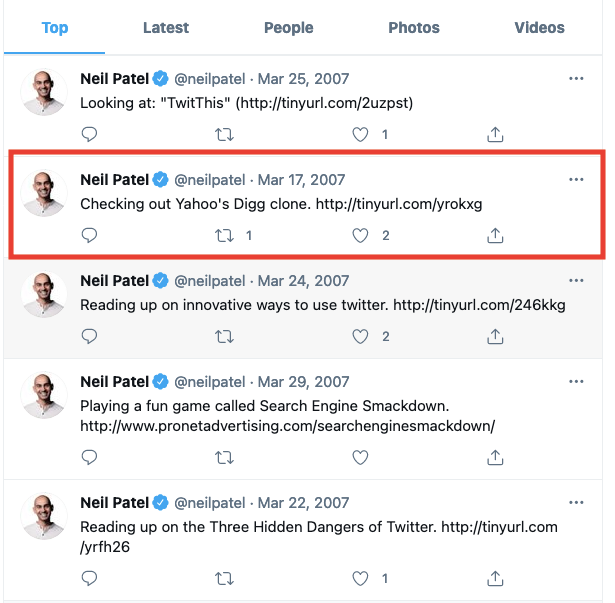 Top Latest People Photos Videos
Neil Patel @neilpatel · Mar 25, 2007
Looking at: "TwitThis" (http://tinyurl.com/2uzpst)
1
Neil Patel @neilpatel · Mar 17, 2007
Checking out Yahoo's Digg clone. http://tinyurl.com/yrokxg
1 2
Neil Patel @neilpatel · Mar 24, 2007
Reading up on innovative ways to use twitter. http://tinyurl.com/246kkg
2
Neil Patel @neilpatel · Mar 29, 2007
Playing a fun game called Search Engine Smackdown.
http://www.pronetadvertising.com/searchenginesmackdown/
Neil Patel @neilpatel · Mar 22, 2007
Reading up on the Three Hidden Dangers of Twitter. http://tinyurl.com
/yrfh26
1